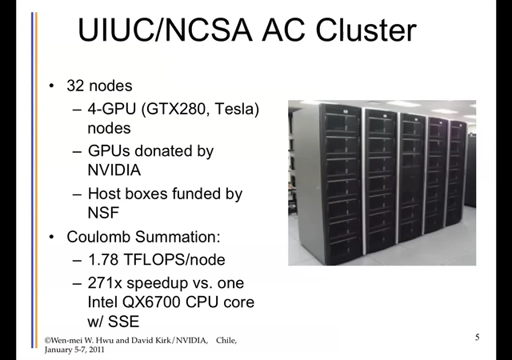 UIUC/NCSA AC Cluster
• 32 nodes
– 4-GPU (GTX280, Tesla)
nodes
– GPUs donated by
NVIDIA
– Host boxes funded by
NSF
• Coulomb Summation:
– 1.78 TFLOPS/node
– 271x speedup vs. one
Intel QX6700 CPU core
w/ SSE
©Wen-mei W. Hwu and David Kirk/NVIDIA, Chile,
January 5-7, 2011
5